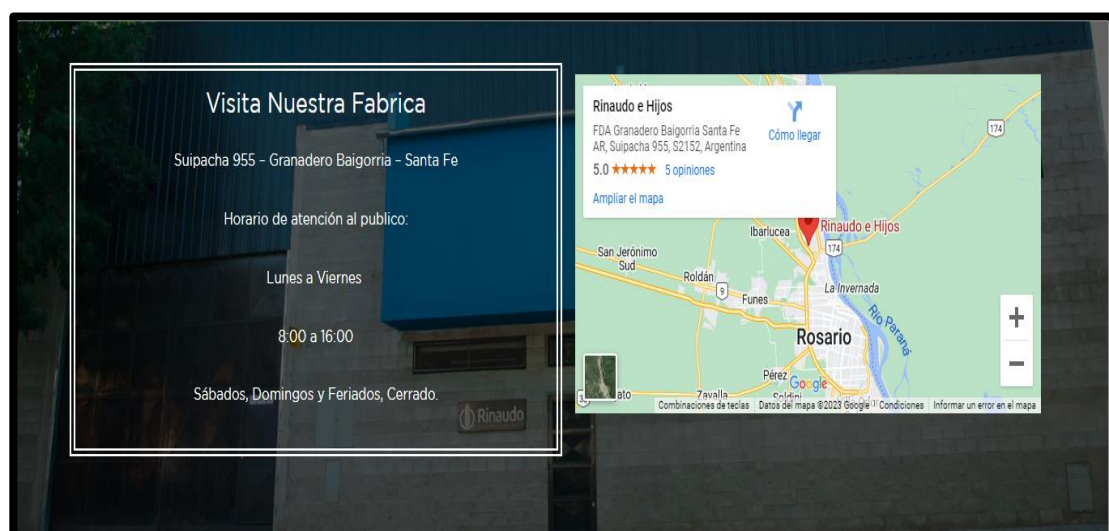 Visita Nuestra Fabrica
Suipacha 955 - Granadero Baigorria - Santa Fe
Horario de atención al publico:
Lunes a Viernes
8:00 a 16:00
Sábados, Domingos y Feriados, Cerrado.
Rinaudo
Rinaudo e Hijos
FDA Granadero Baigorria Santa Fe
AR, Suipacha 955, S2152, Argentina
5.0 ★★★★★ 5 opiniones
Ampliar el mapa
Cómo llegar
174
Ibarlucea
Rinaudo e Hijos
174
San Jerónimo
Sud
Roldán
9
Funes
La Invernada
Río Paraná
Rosario
Pérez
Google
Zavalla
Soldini
Combinaciones de teclas
Datos del mapa ©2023 Google
Condiciones
Informar un error en el mapa
+
−